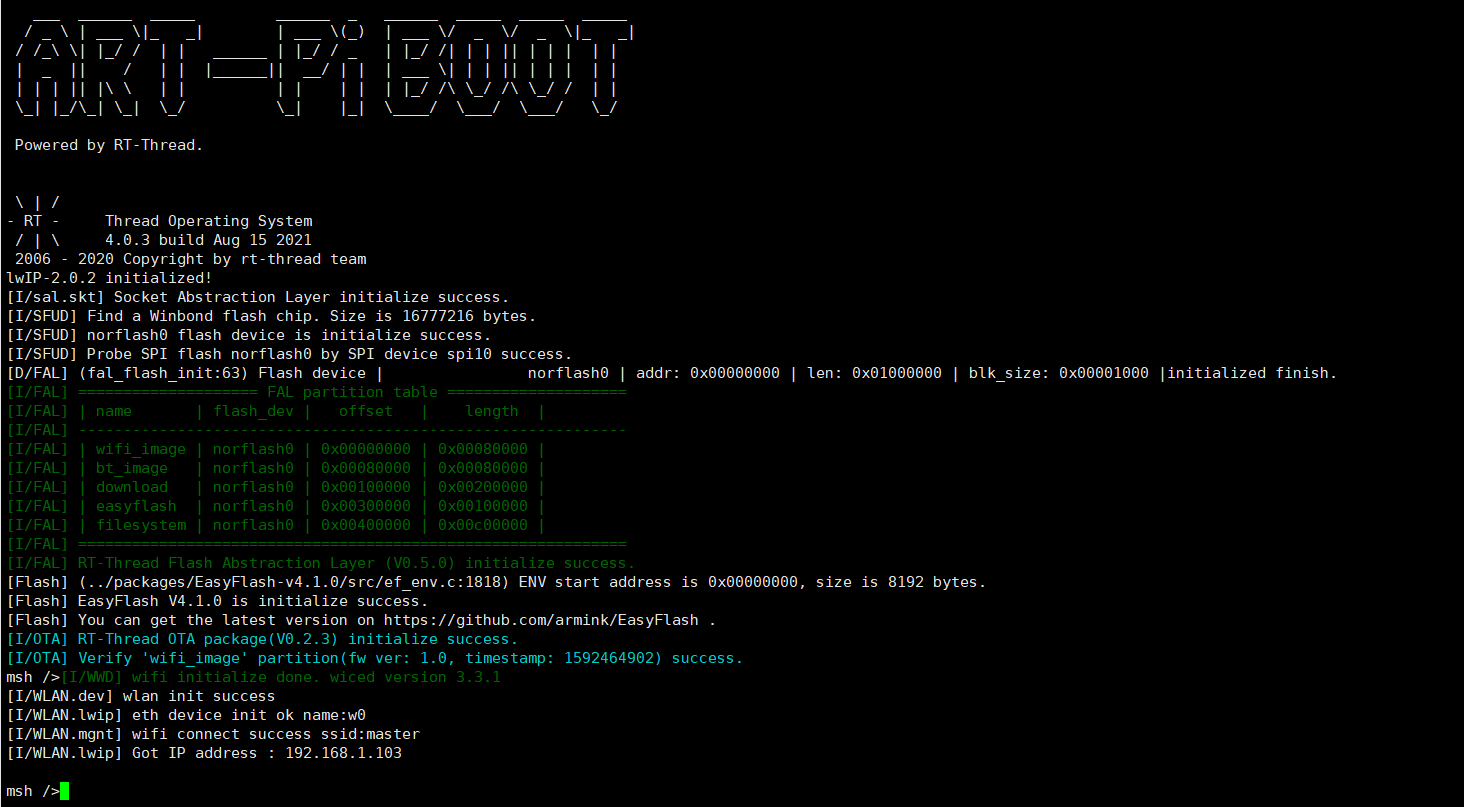 ART-Pi BOOT
Powered by RT-Thread.
\ | /
- RT -     Thread Operating System
/ | \     4.0.3 build Aug 15 2021
2006 - 2020 Copyright by rt-thread team
lwIP-2.0.2 initialized!
[I/sal.skt] Socket Abstraction Layer initialize success.
[I/SFUD] Find a Winbond flash chip. Size is 16777216 bytes.
[I/SFUD] norflash0 flash device is initialize success.
[I/SFUD] Probe SPI flash norflash0 by SPI device spi10 success.
[D/FAL] (fal_flash_init:63) Flash device |                norflash0 | addr: 0x00000000 | len: 0x01000000 | blk_size: 0x00001000 |initialized finish.
[I/FAL] ==================== FAL partition table ====================
[I/FAL] | name       | flash_dev |   offset   |    length  |
[I/FAL] -------------------------------------------------------------
[I/FAL] | wifi_image | norflash0 | 0x00000000 | 0x00080000 |
[I/FAL] | bt_image   | norflash0 | 0x00080000 | 0x00080000 |
[I/FAL] | download   | norflash0 | 0x00100000 | 0x00200000 |
[I/FAL] | easyflash  | norflash0 | 0x00300000 | 0x00100000 |
[I/FAL] | filesystem | norflash0 | 0x00400000 | 0x00c00000 |
[I/FAL] =============================================================
[I/FAL] RT-Thread Flash Abstraction Layer (V0.5.0) initialize success.
[Flash] (../packages/EasyFlash-v4.1.0/src/ef_env.c:1818) ENV start address is 0x00000000, size is 8192 bytes.
[Flash] EasyFlash V4.1.0 is initialize success.
[Flash] You can get the latest version on https://github.com/armink/EasyFlash .
[I/OTA] RT-Thread OTA package(V0.2.3) initialize success.
[I/OTA] Verify 'wifi_image' partition(fw ver: 1.0, timestamp: 1592464902) success.
msh />[I/WWD] wifi initialize done. wiced version 3.3.1
[I/WLAN.dev] wlan init success
[I/WLAN.lwip] eth device init ok name:w0
[I/WLAN.mgnt] wifi connect success ssid:master
[I/WLAN.lwip] Got IP address : 192.168.1.103
msh />